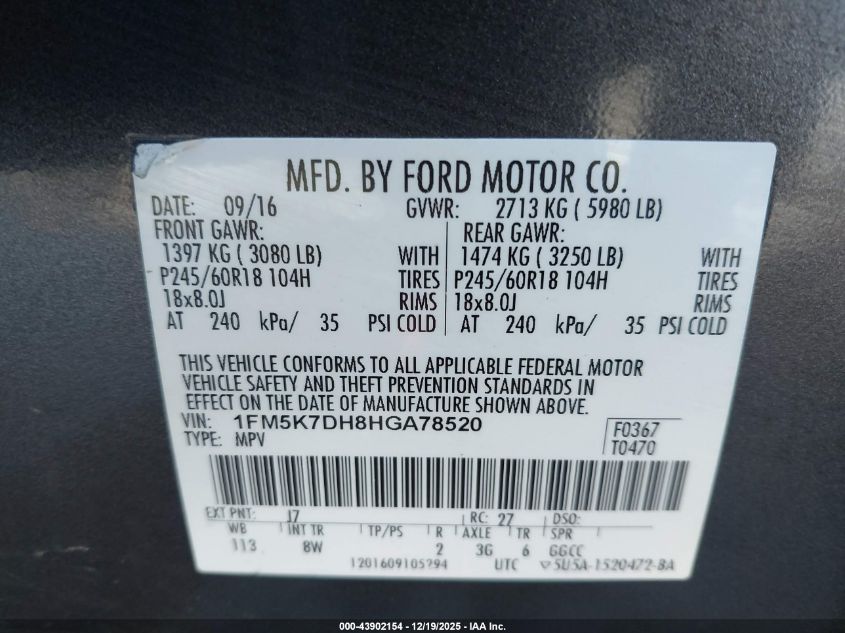 MFD. BY FORD MOTOR CO.
DATE: 09/16 GVWR: 2713 KG ( 5980 LB)
FRONT GAWR: REAR GAWR:
1397 KG ( 3080 LB) WITH 1474 KG ( 3250 LB) WITH
P245/60R18 104H TIRES P245/60R18 104H TIRES
18x8.0J RIMS 18x8.0J RIMS
AT 240 kPa/ 35 PSI COLD AT 240 kPa/ 35 PSI COLD
THIS VEHICLE CONFORMS TO ALL APPLICABLE FEDERAL MOTOR
VEHICLE SAFETY AND THEFT PREVENTION STANDARDS IN
EFFECT ON THE DATE OF MANUFACTURE SHOWN ABOVE.
VIN: 1FM5K7DH8HGA78520 F0367
TYPE: MPV T0470
EXT PNT: J7 RC: 27 DSO:
WB INT TR TP/PS R AXLE TR SPR
113 8W 2 3G 6 GGCC
1201609105294 UTC ▽5U5A-1520472-BA
000-43902154 - 12/19/2025 - IAA Inc.